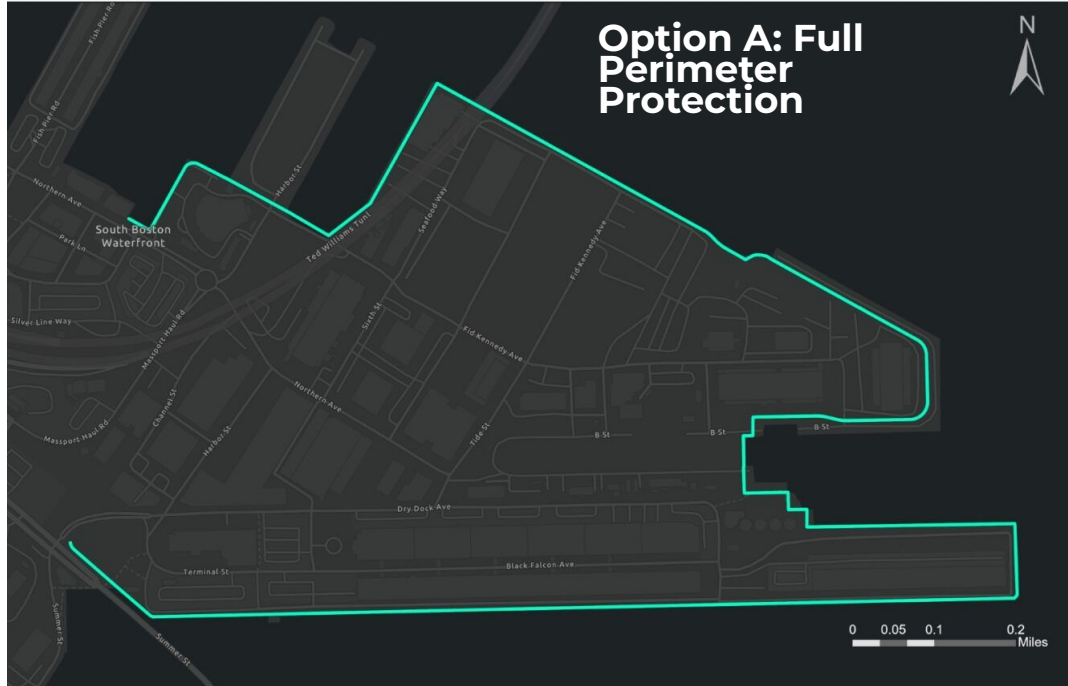 Option A: Full
Perimeter
Protection
N
Fish Pier Rd
Fish Pier Rd
Northern Ave
Harbor St
South Boston
Waterfront
Park Ln
Ted Williams Tunl
Seafood Way
Fid Kennedy Ave
Silver Line Way
Massport Haul Rd
Sixth St
Fid Kennedy Ave
Channel St
Northern Ave
Massport Haul Rd
Harbor St
Tide St
B St
B St
B St
Dry Dock Ave
Terminal St
Black Falcon Ave
Summer St
Summer St
0 0.05 0.1 0.2
Miles